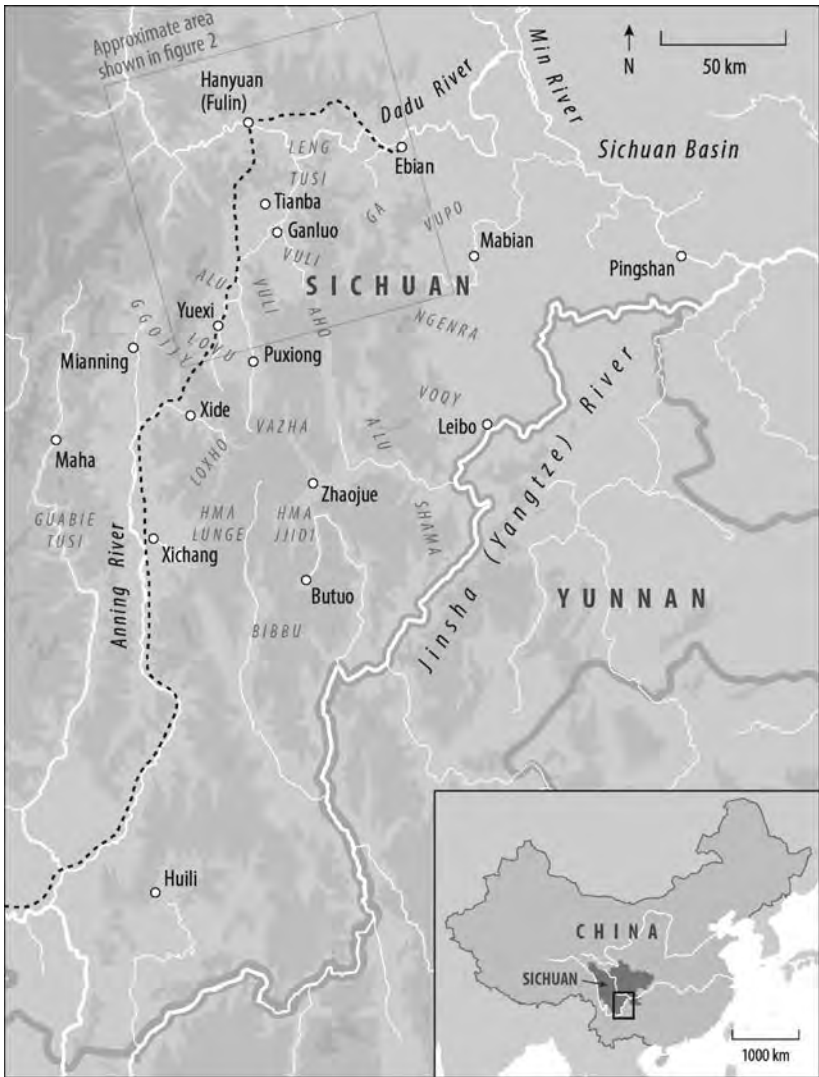 Approximate area
shown in figure 2
Hanyuan
(Fulin)
Dadu River
Min River
N
50 km
LENG
TUSI
Ebian
Sichuan Basin
Tianba
GA
VUPO
Ganluo
Mabian
Pingshan
VULI
SICHUAN
ALU
VULI
AHO
Yuexi
LOVU
GGOJJY
NGENRA
Mianning
Puxiong
VOQY
Xide
Leibo
VAZHA
A'LU
Maha
LOXHO
Zhaojue
GUABIE
TUSI
HMA
LUNGE
HMA
JJIDI
SHAMA
Xichang
Anning River
Butuo
Jinsha (Yangtze) River
YUNNAN
BIBBU
Huili
CHINA
SICHUAN
1000 km